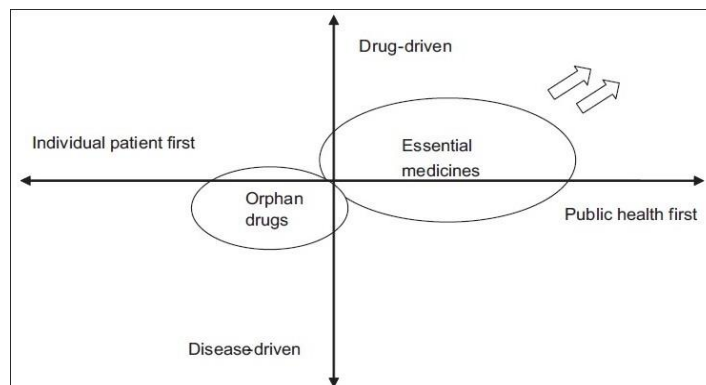 Drug-driven
Individual patient first
Essential
medicines
Orphan
drugs
Public health first
Disease-driven